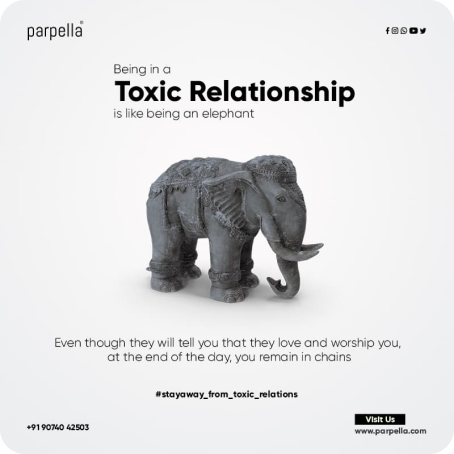 parpella®
Being in a
Toxic Relationship
is like being an elephant
Even though they will tell you that they love and worship you,
at the end of the day, you remain in chains
#stayaway_from_toxic_relations
+91 90740 42503
Visit Us
www.parpella.com